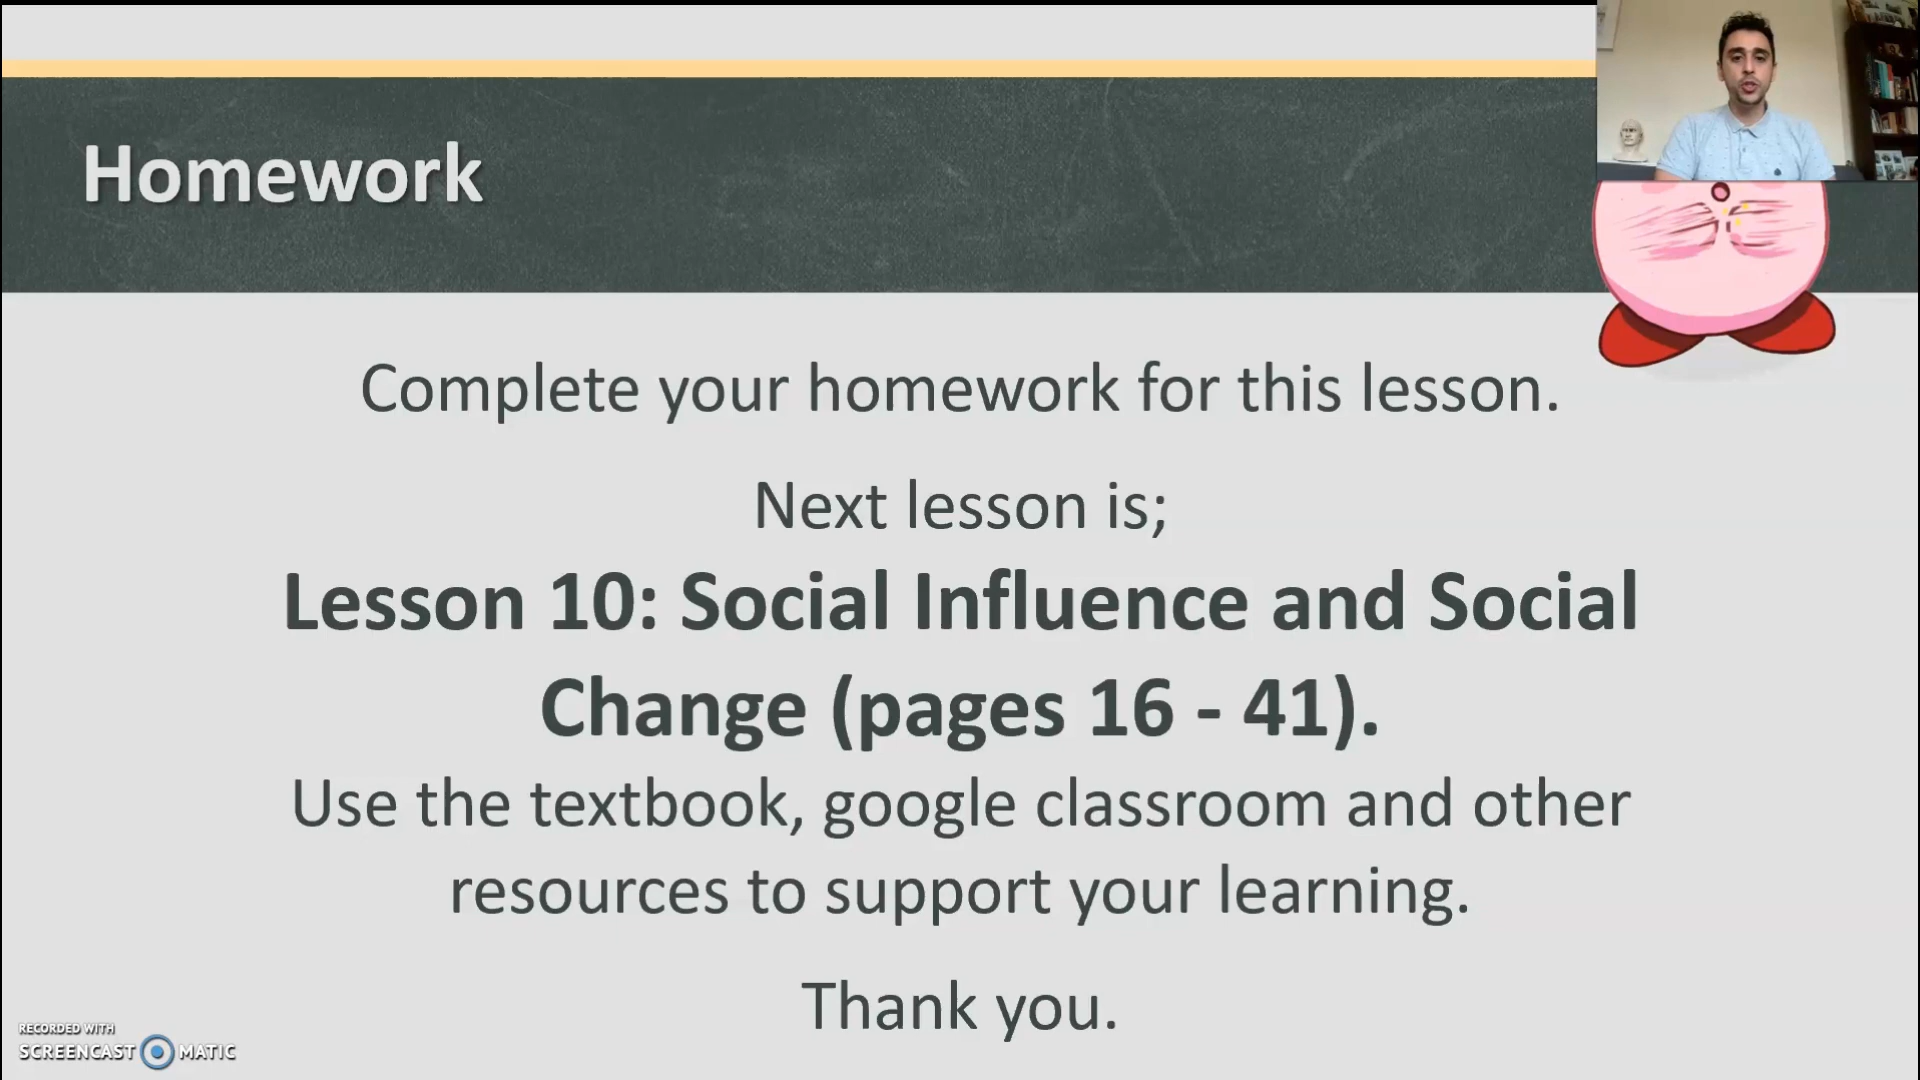 Homework
Complete your homework for this lesson.
Next lesson is;
Lesson 10: Social Influence and Social
Change (pages 16 - 41).
Use the textbook, google classroom and other
resources to support your learning.
Thank you.
RECORDED WITH
SCREENCAST MATIC